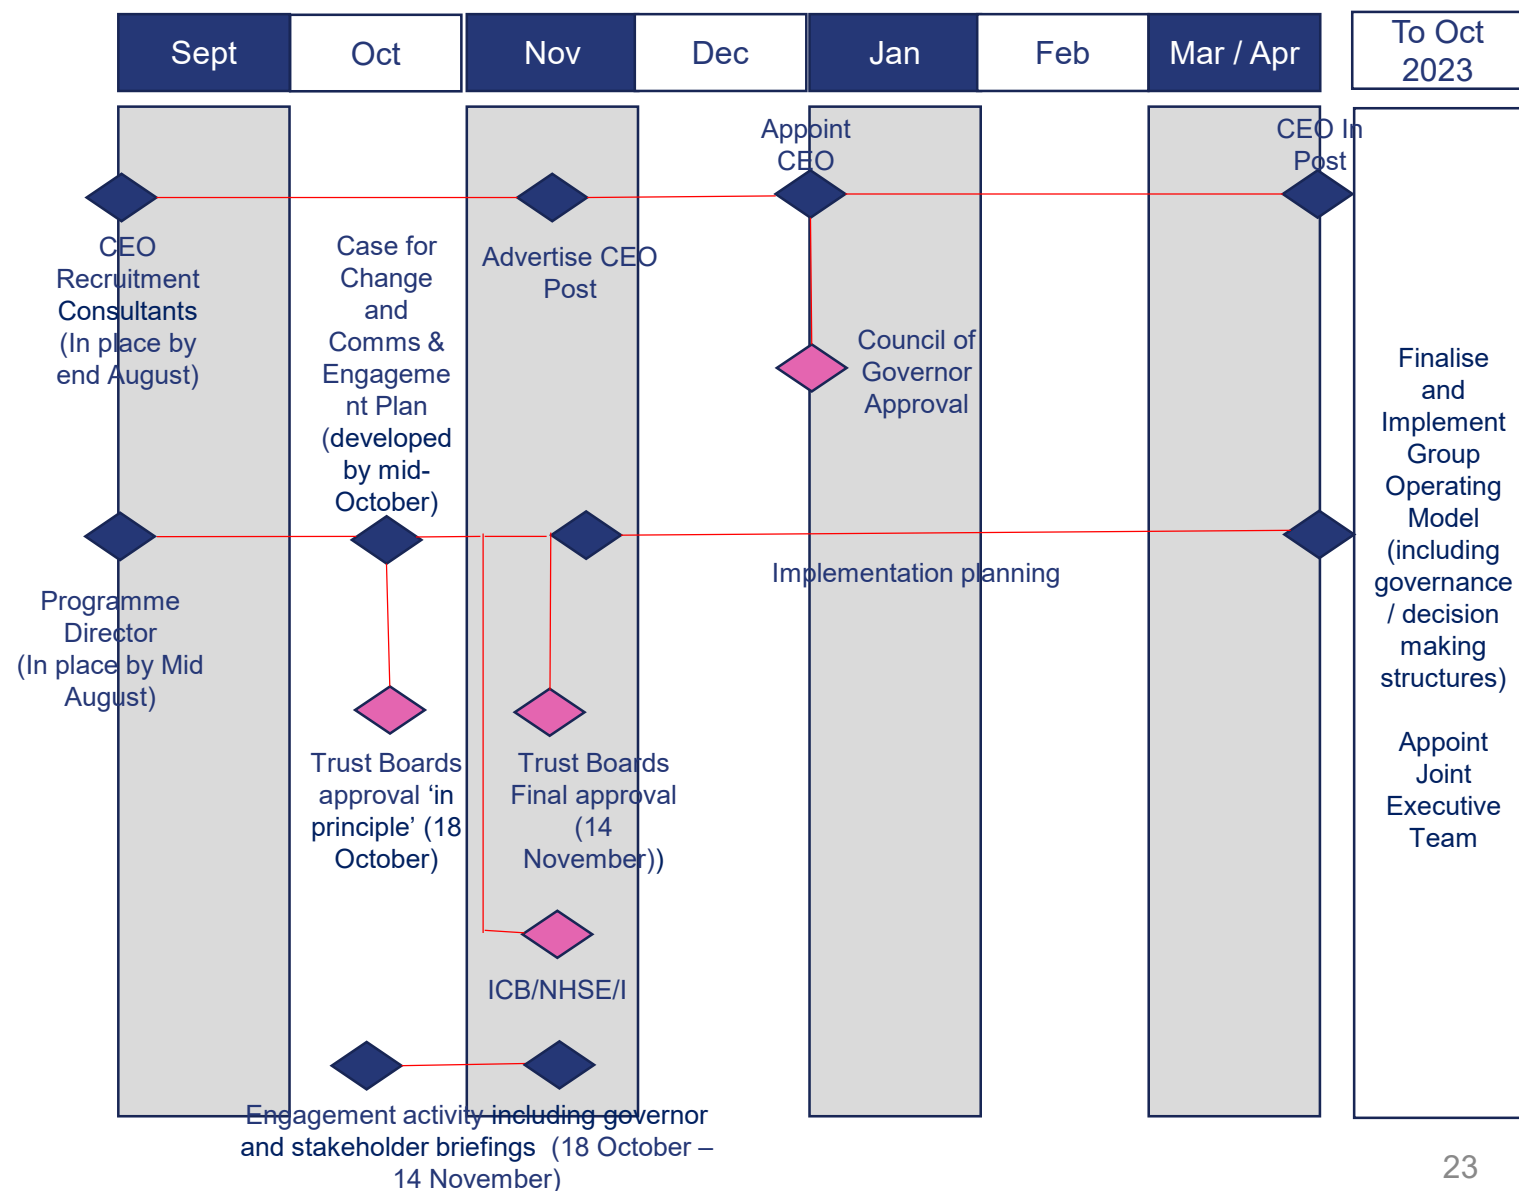 Sept
Oct
Nov
Dec
Jan
Feb
Mar / Apr
To Oct
2023
Appoint
CEO
CEO In
Post
CEO
Recruitment
Consultants
(In place by
end August)
Case for
Change
and
Comms &
Engageme
nt Plan
(developed
by mid-
October)
Advertise CEO
Post
Council of
Governor
Approval
Programme
Director
(In place by Mid
August)
Implementation planning
Trust Boards
approval ‘in
principle’ (18
October)
Trust Boards
Final approval
(14
November))
ICB/NHSE/I
Engagement activity including governor
and stakeholder briefings (18 October –
14 November)
Finalise
and
Implement
Group
Operating
Model
(including
governance
/ decision
making
structures)
Appoint
Joint
Executive
Team
23